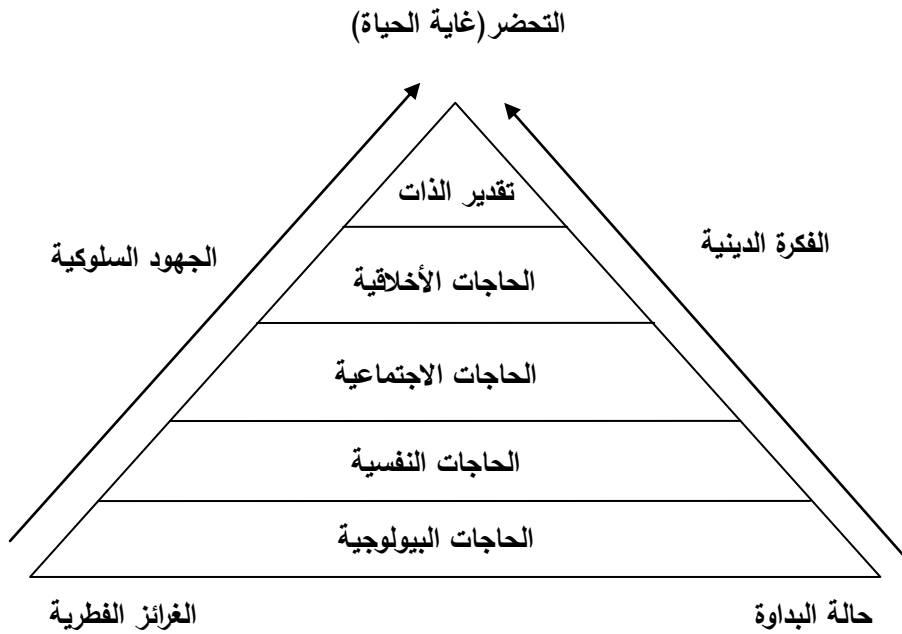 التحضر(غاية الحياة)
تقدير الذات
الفكرة الدينية
الجهود السلوكية
الحاجات الأخلاقية
الحاجات الاجتماعية
الحاجات النفسية
الحاجات البيولوجية
حالة البداوة
الغرائز الفطرية